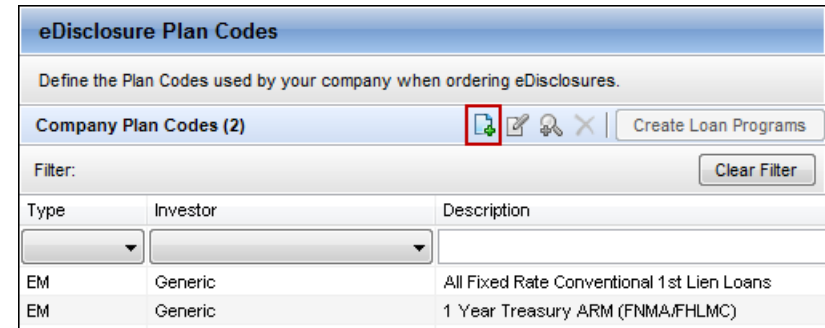 eDisclosure Plan Codes
Define the Plan Codes used by your company when ordering eDisclosures.
Company Plan Codes (2) Create Loan Programs
Filter: Clear Filter
Type Investor Description
EM Generic All Fixed Rate Conventional 1st Lien Loans
EM Generic 1 Year Treasury ARM (FNMA/FHLMC)